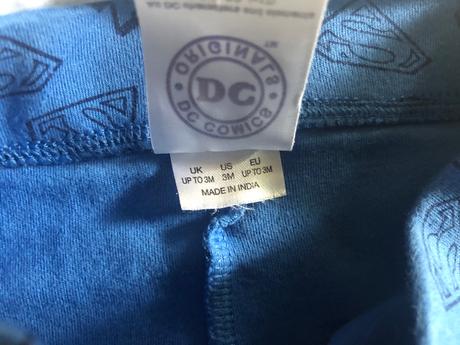 DC COMICS
DC
ORIGINALS
UK US EU
UP TO 3M 3M UP TO 3M
MADE IN INDIA